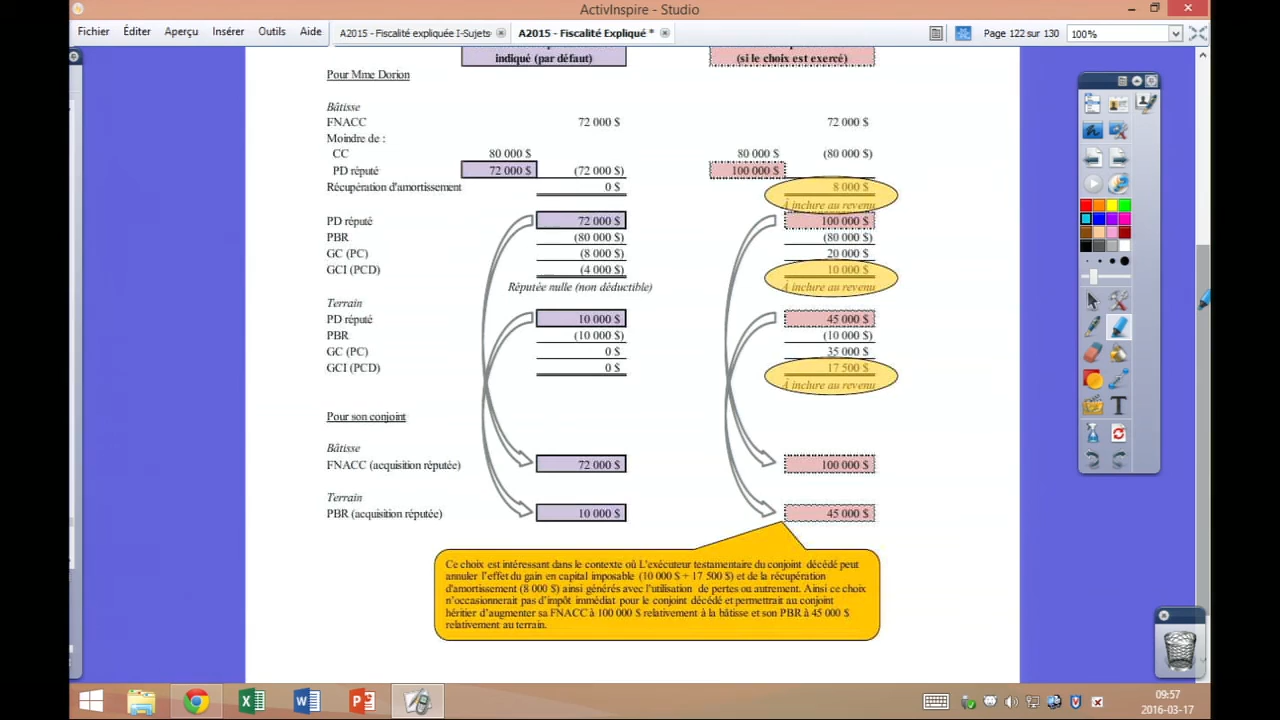 ActivInspire - Studio
Fichier Éditer Aperçu Insérer Outils Aide
A2015 - Fiscalité expliquée I-Sujets
A2015 - Fiscalité Expliqué *
Page 122 sur 130
100%
indiqué (par défaut) (si le choix est exercé)
Pour Mme Dorion
Bâtisse
FNACC 72 000 $ 72 000 $
Moindre de :
CC 80 000 $ 80 000 $ (80 000 $)
PD réputé 72 000 $ (72 000 $) 100 000 $
Récupération d'amortissement 0 $ 8 000 $
À inclure au revenu
PD réputé 72 000 $ 100 000 $
PBR (80 000 $) (80 000 $)
GC (PC) (8 000 $) 20 000 $
GCI (PCD) (4 000 $) 10 000 $
Réputée nulle (non déductible) À inclure au revenu
Terrain
PD réputé 10 000 $ 45 000 $
PBR (10 000 $) (10 000 $)
GC (PC) 0 $ 35 000 $
GCI (PCD) 0 $ 17 500 $
À inclure au revenu
Pour son conjoint
Bâtisse
FNACC (acquisition réputée) 72 000 $ 100 000 $
Terrain
PBR (acquisition réputée) 10 000 $ 45 000 $
Ce choix est intéressant dans le contexte où L'exécuteur testamentaire du conjoint décédé peut
annuler l'effet du gain en capital imposable (10 000 $ + 17 500 $) et de la récupération
d'amortissement (8 000 $) ainsi générés avec l'utilisation de pertes ou autrement. Ainsi ce choix
n'occasionnerait pas d'impôt immédiat pour le conjoint décédé et permettrait au conjoint
héritier d'augmenter sa FNACC à 100 000 $ relativement à la bâtisse et son PBR à 45 000 $
relativement au terrain.
09:57
2016-03-17